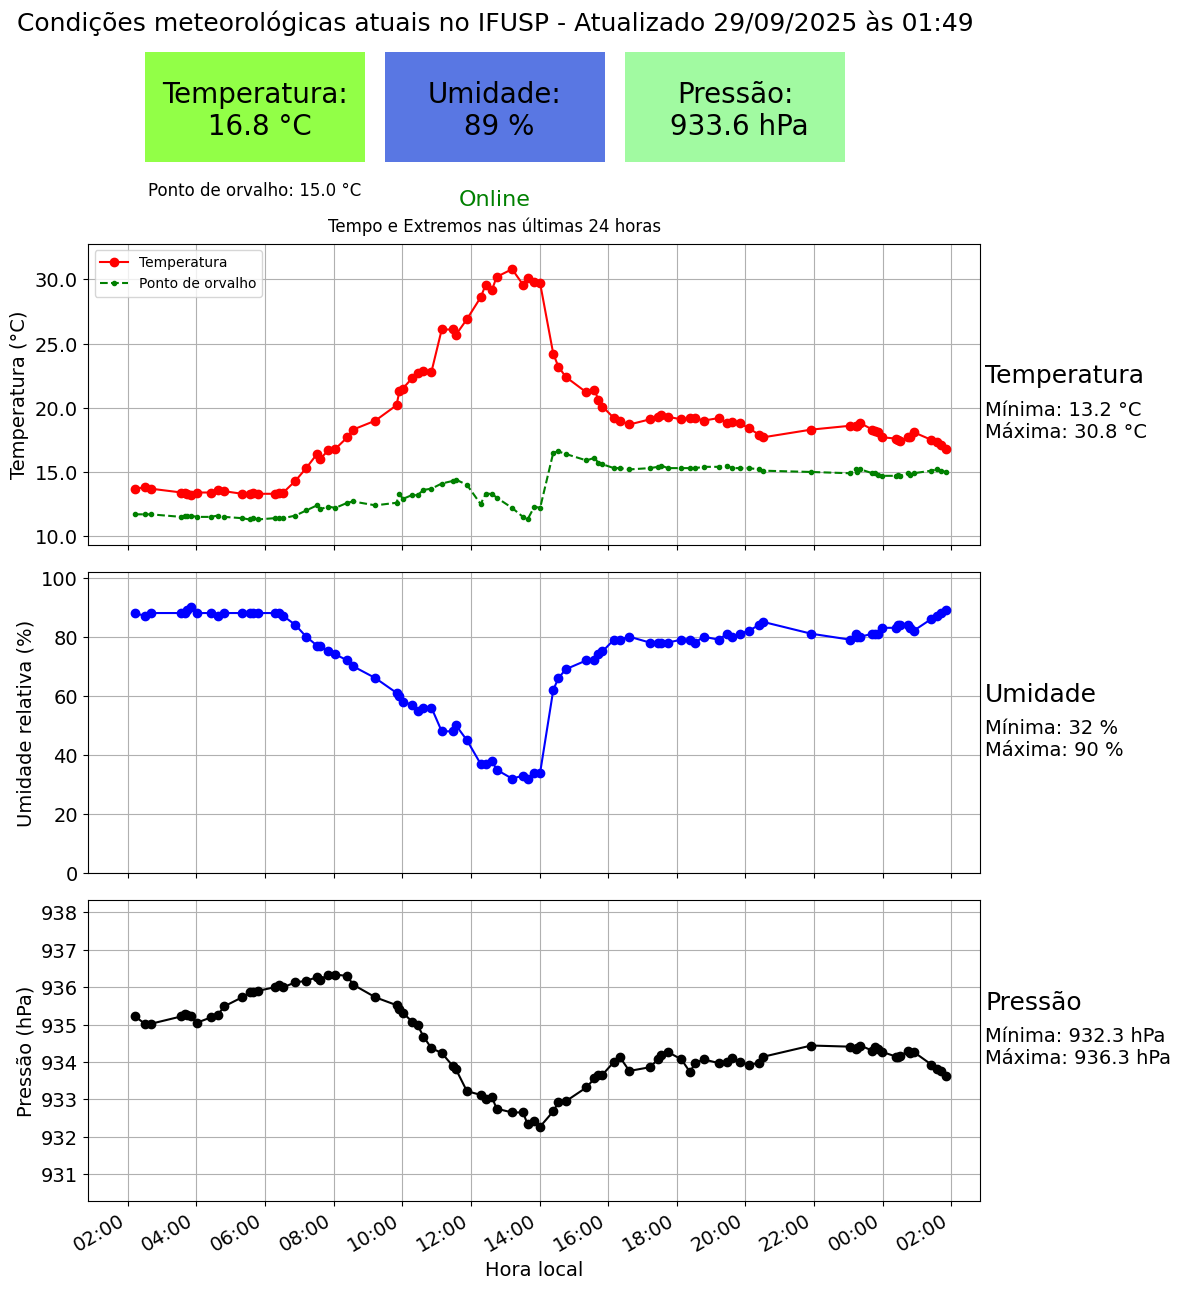 Condições meteorológicas atuais no IFUSP - Atualizado 29/09/2025 às 01:49
Temperatura:
16.8 °C
Umidade:
89 %
Pressão:
933.6 hPa
Ponto de orvalho: 15.0 °C
Online
Tempo e Extremos nas últimas 24 horas
Temperatura
Ponto de orvalho
Temperatura (°C)
30.0
25.0
20.0
15.0
10.0
Temperatura
Mínima: 13.2 °C
Máxima: 30.8 °C
Umidade relativa (%)
100
80
60
40
20
0
Umidade
Mínima: 32 %
Máxima: 90 %
Pressão (hPa)
938
937
936
935
934
933
932
931
Pressão
Mínima: 932.3 hPa
Máxima: 936.3 hPa
02:00 04:00 06:00 08:00 10:00 12:00 14:00 16:00 18:00 20:00 22:00 00:00 02:00
Hora local